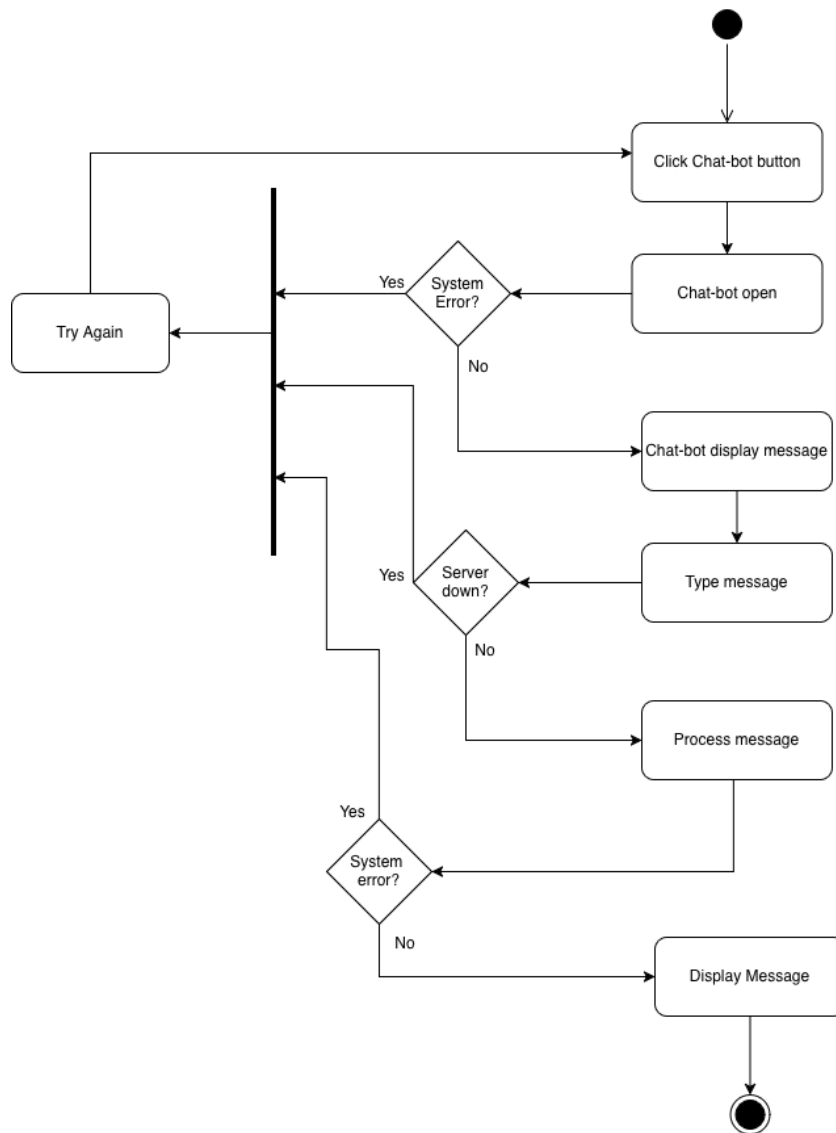 Click Chat-bot button
System
Error?
Yes
Chat-bot open
Try Again
No
Chat-bot display message
Server
down?
Yes
Type message
No
Process message
Yes
System
error?
No
Display Message